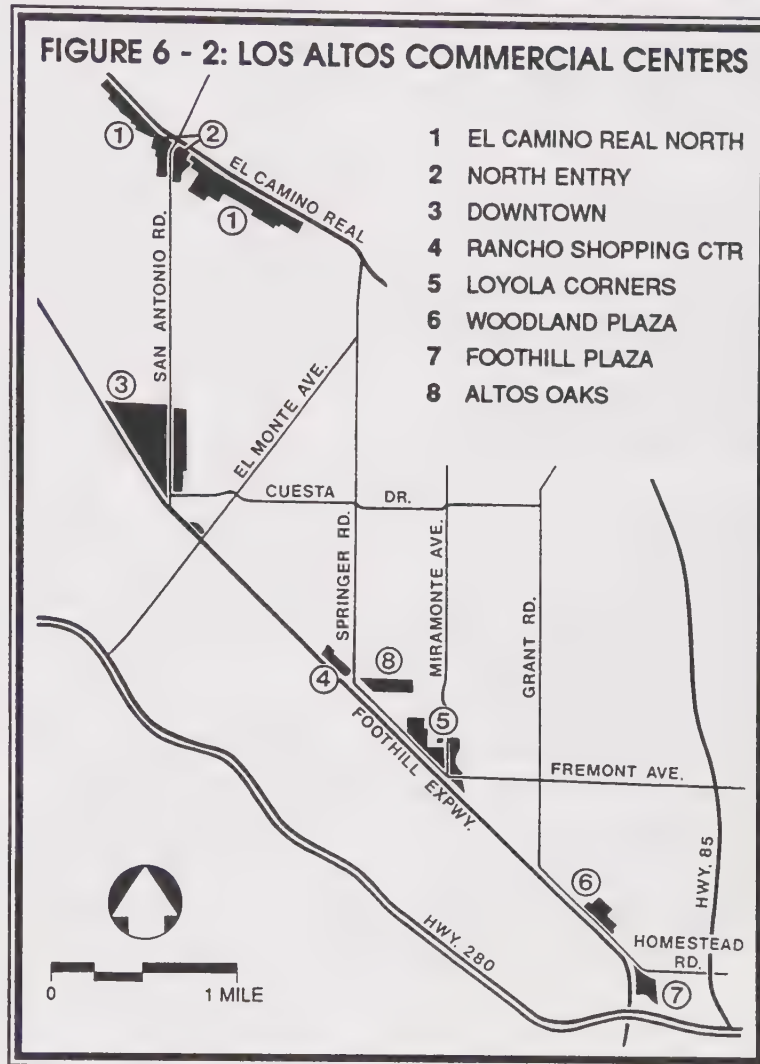 FIGURE 6 - 2: LOS ALTOS COMMERCIAL CENTERS
1 EL CAMINO REAL NORTH
2 NORTH ENTRY
3 DOWNTOWN
4 RANCHO SHOPPING CTR
5 LOYOLA CORNERS
6 WOODLAND PLAZA
7 FOOTHILL PLAZA
8 ALTOS OAKS
1
2
EL CAMINO REAL
1
SAN ANTONIO RD.
3
EL MONTE AVE.
CUESTA DR.
SPRINGER RD.
MIRAMONTE AVE.
GRANT RD.
4
8
5
FOOTHILL EXPWY.
FREMONT AVE.
HWY. 85
6
HOMESTEAD
RD.
HWY. 280
7
0 1 MILE